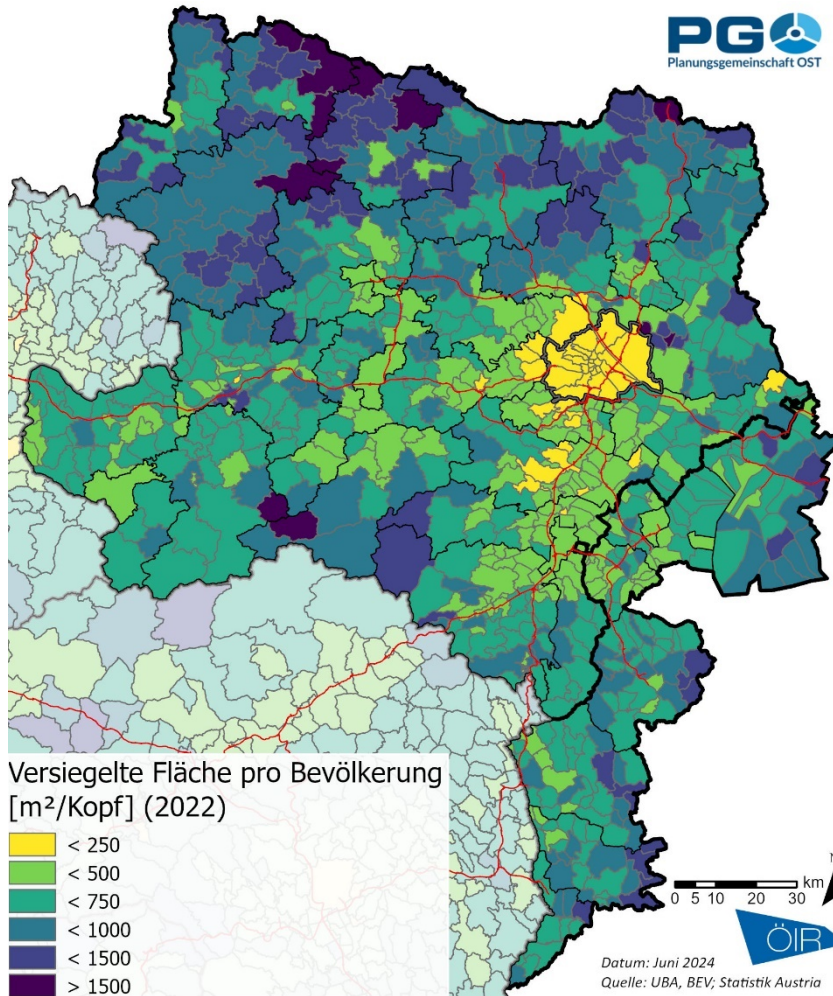 PGO
Planungsgemeinschaft OST
Versiegelte Fläche pro Bevölkerung
[m²/Kopf] (2022)
< 250
< 500
< 750
< 1000
< 1500
> 1500
N
km
0 5 10 20 30
ÖIR
Datum: Juni 2024
Quelle: UBA, BEV; Statistik Austria